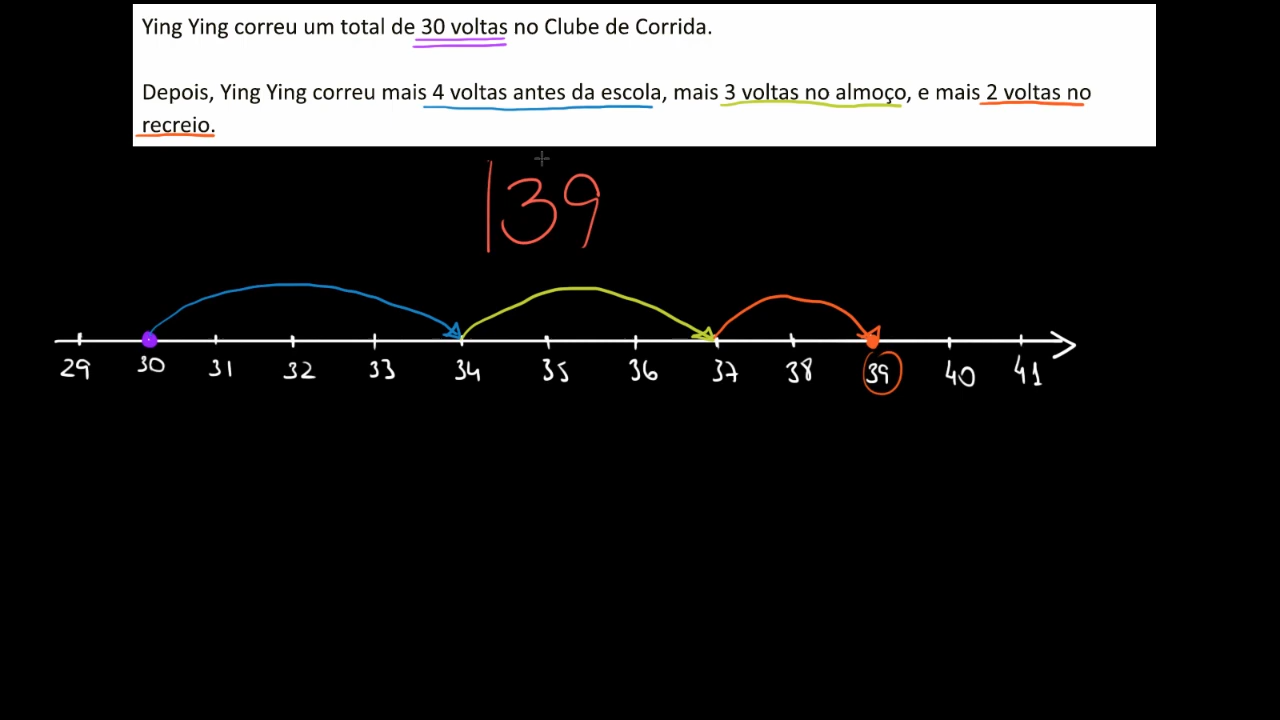 Ying Ying correu um total de 30 voltas no Clube de Corrida.
Depois, Ying Ying correu mais 4 voltas antes da escola, mais 3 voltas no almoço, e mais 2 voltas no
recreio.
|39
29 30 31 32 33 34 35 36 37 38 39 40 41